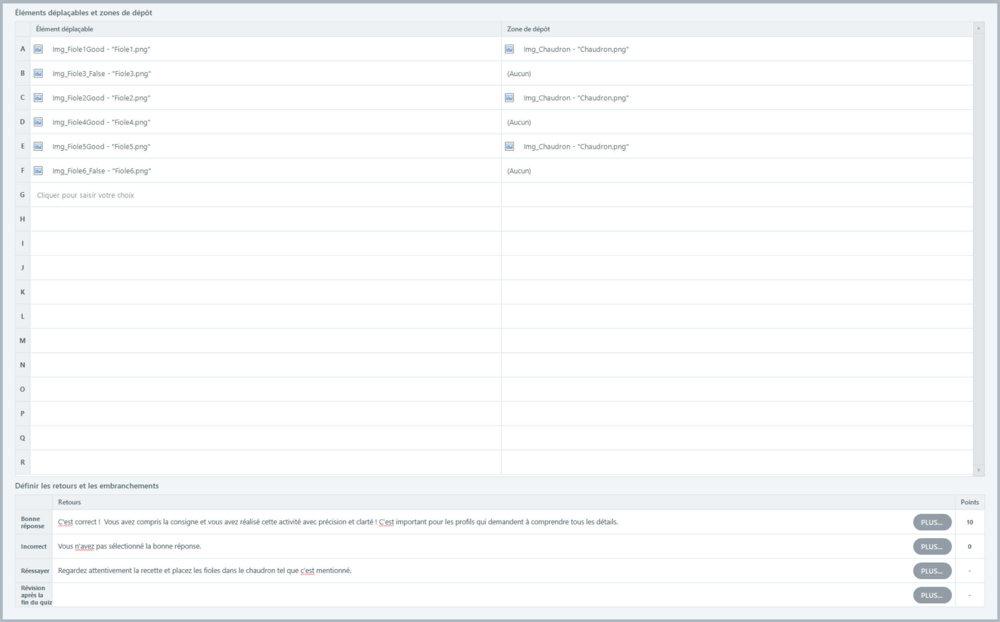 Éléments déplaçables et zones de dépôt
Élément déplaçable Zone de dépôt
A Img_Fiole1Good - "Fiole1.png" Img_Chaudron - "Chaudron.png"
B Img_Fiole3_False - "Fiole3.png" (Aucun)
C Img_Fiole2Good - "Fiole2.png" Img_Chaudron - "Chaudron.png"
D Img_Fiole4Good - "Fiole4.png" (Aucun)
E Img_Fiole5Good - "Fiole5.png" Img_Chaudron - "Chaudron.png"
F Img_Fiole6_False - "Fiole6.png" (Aucun)
G Cliquer pour saisir votre choix
H
I
J
K
L
M
N
O
P
Q
R
Définir les retours et les embranchements
Retours Points
Bonne
réponse
C'est correct !  Vous avez compris la consigne et vous avez réalisé cette activité avec précision et clarté ! C'est important pour les profils qui demandent à comprendre tous les détails. PLUS... 10
Incorrect Vous n'avez pas sélectionné la bonne réponse. PLUS... 0
Réessayer Regardez attentivement la recette et placez les fioles dans le chaudron tel que c'est mentionné. PLUS... -
Révision
après la
fin du quiz
PLUS... -